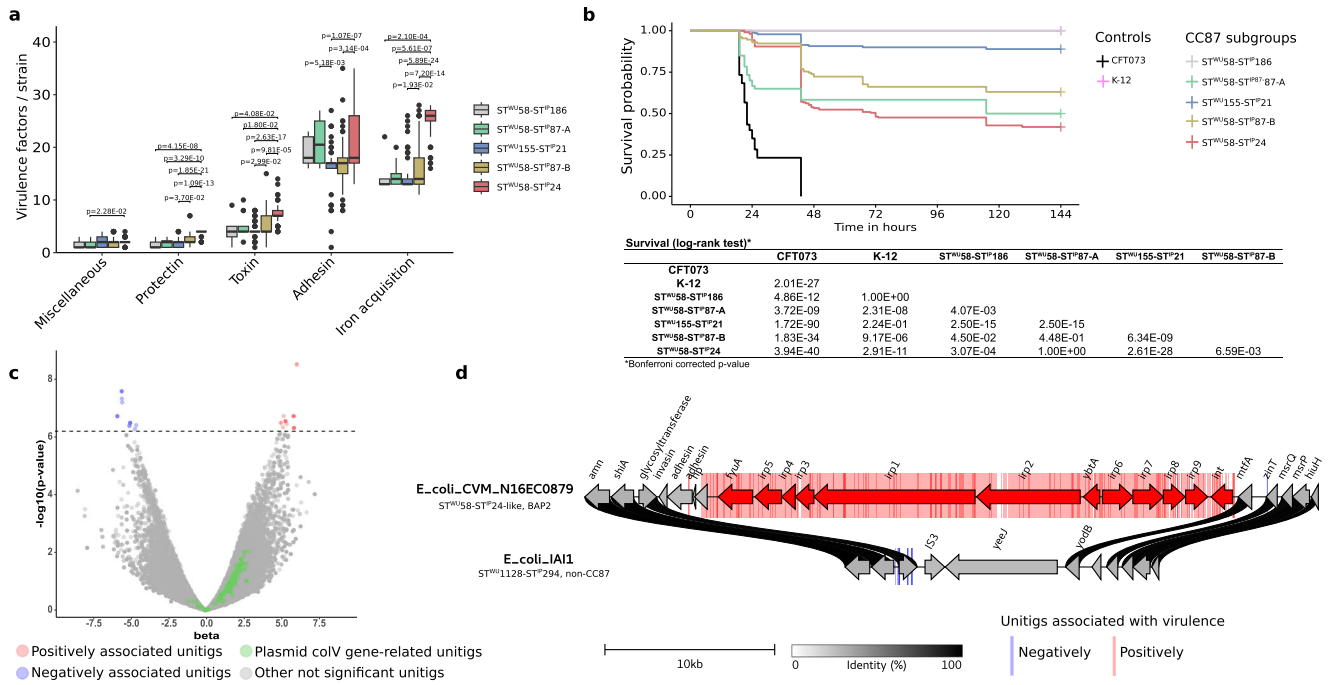 a
Virulence factors / strain
40
30
20
10
0
p=2.28E-02
p=4.15E-08
p=3.29E-10
p=1.85E-21
p=1.09E-13
p=3.70E-02
p=4.08E-02
p=1.80E-02
p=2.63E-17
p=9.81E-05
p=2.99E-02
p=1.07E-07
p=3.14E-04
p=5.18E-03
p=2.10E-04
p=5.61E-07
p=5.89E-24
p=7.20E-14
p=1.93E-02
Miscellaneous
Protectin
Toxin
Adhesin
Iron acquisition
STWU58-STIP186
STWU58-STIP87-A
STWU155-STIP21
STWU58-STIP87-B
STWU58-STIP24
b
Survival probability
1.00
0.75
0.50
0.25
0.00
0 24 48 72 96 120 144
Time in hours
Controls
CFT073
K-12
CC87 subgroups
STWU58-STIP186
STWU58-STIP87-87-A
STWU155-STIP21
STWU58-STIP87-B
STWU58-STIP24
Survival (log-rank test)*
CFT073 K-12 STWU58-STIP186 STWU58-STIP87-A STWU155-STIP21 STWU58-STIP87-B
CFT073
K-12 2.01E-27
STWU58-STIP186 4.86E-12 1.00E+00
STWU58-STIP87-A 3.72E-09 2.31E-08 4.07E-03
STWU155-STIP21 1.72E-90 2.24E-01 2.50E-15 2.50E-15
STWU58-STIP87-B 1.83E-34 9.17E-06 4.50E-02 4.48E-01 6.34E-09
STWU58-STIP24 3.94E-40 2.91E-11 3.07E-04 1.00E+00 2.61E-28 6.59E-03
*Bonferroni corrected p-value
c
-log10(p-value)
8
6
4
2
0
-7.5 -5.0 -2.5 0.0 2.5 5.0 7.5
beta
Positively associated unitigs
Negatively associated unitigs
Plasmid colV gene-related unitigs
Other not significant unitigs
d
E_coli_CVM_N16EC0879
STWU58-STIP24-like, BAP2
amn
shiA
glycosyltransferase
invasin
adhesin
adhesin
fyuA
irp5
irp4
irp3
irp1
irp2
ybtA
irp6
irp7
irp8
irp9
int
mtfA
zinT
msrQ
msrP
hiuH
E_coli_IAI1
STWU1128-STIP294, non-CC87
IS3
yeeJ
yodB
10kb
0 Identity (%) 100
Unitigs associated with virulence
Negatively
Positively